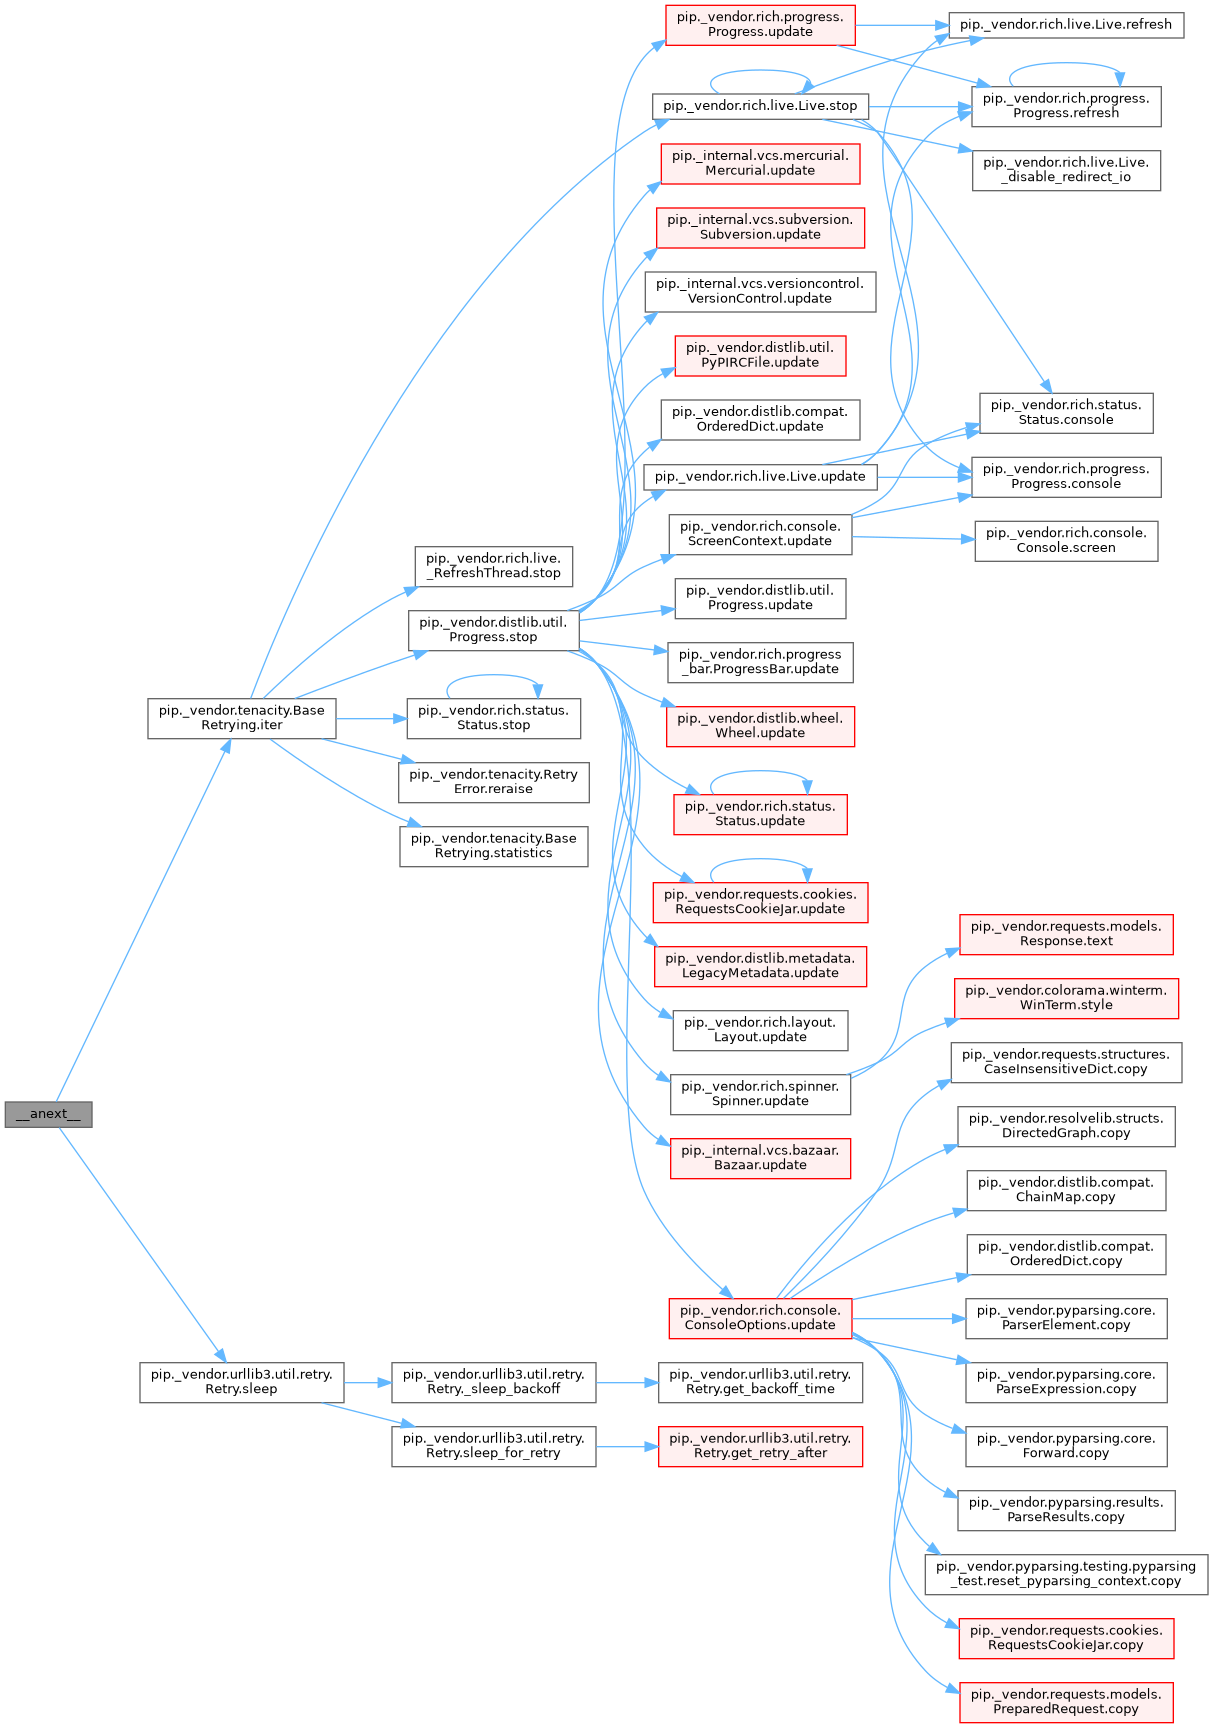 __anext__
pip._vendor.tenacity.Base
Retrying.iter
pip._vendor.urllib3.util.retry.
Retry.sleep
pip._vendor.rich.live.
_RefreshThread.stop
pip._vendor.distlib.util.
Progress.stop
pip._vendor.rich.status.
Status.stop
pip._vendor.tenacity.Retry
Error.reraise
pip._vendor.tenacity.Base
Retrying.statistics
pip._vendor.urllib3.util.retry.
Retry._sleep_backoff
pip._vendor.urllib3.util.retry.
Retry.sleep_for_retry
pip._vendor.rich.progress.
Progress.update
pip._vendor.rich.live.Live.stop
pip._internal.vcs.mercurial.
Mercurial.update
pip._internal.vcs.subversion.
Subversion.update
pip._internal.vcs.versioncontrol.
VersionControl.update
pip._vendor.distlib.util.
PyPIRCFile.update
pip._vendor.distlib.compat.
OrderedDict.update
pip._vendor.rich.live.Live.update
pip._vendor.rich.console.
ScreenContext.update
pip._vendor.distlib.util.
Progress.update
pip._vendor.rich.progress
_bar.ProgressBar.update
pip._vendor.distlib.wheel.
Wheel.update
pip._vendor.rich.status.
Status.update
pip._vendor.requests.cookies.
RequestsCookieJar.update
pip._vendor.distlib.metadata.
LegacyMetadata.update
pip._vendor.rich.layout.
Layout.update
pip._vendor.rich.spinner.
Spinner.update
pip._internal.vcs.bazaar.
Bazaar.update
pip._vendor.rich.console.
ConsoleOptions.update
pip._vendor.urllib3.util.retry.
Retry.get_backoff_time
pip._vendor.urllib3.util.retry.
Retry.get_retry_after
pip._vendor.rich.live.Live.refresh
pip._vendor.rich.progress.
Progress.refresh
pip._vendor.rich.live.Live.
_disable_redirect_io
pip._vendor.rich.status.
Status.console
pip._vendor.rich.progress.
Progress.console
pip._vendor.rich.console.
Console.screen
pip._vendor.requests.models.
Response.text
pip._vendor.colorama.winterm.
WinTerm.style
pip._vendor.requests.structures.
CaseInsensitiveDict.copy
pip._vendor.resolvelib.structs.
DirectedGraph.copy
pip._vendor.distlib.compat.
ChainMap.copy
pip._vendor.distlib.compat.
OrderedDict.copy
pip._vendor.pyparsing.core.
ParserElement.copy
pip._vendor.pyparsing.core.
ParseExpression.copy
pip._vendor.pyparsing.core.
Forward.copy
pip._vendor.pyparsing.results.
ParseResults.copy
pip._vendor.pyparsing.testing.pyparsing
_test.reset_pyparsing_context.copy
pip._vendor.requests.cookies.
RequestsCookieJar.copy
pip._vendor.requests.models.
PreparedRequest.copy